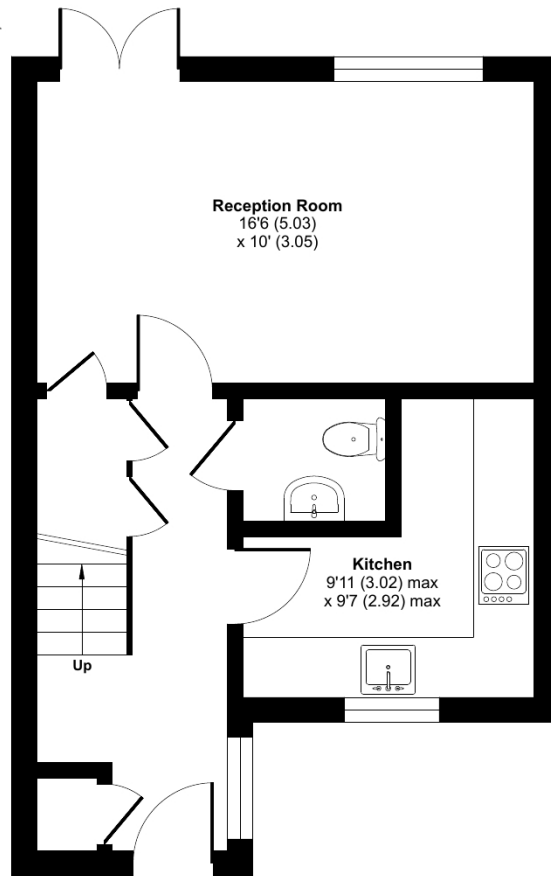 Reception Room
16'6 (5.03)
x 10' (3.05)
Kitchen
9'11 (3.02) max
x 9'7 (2.92) max
Up